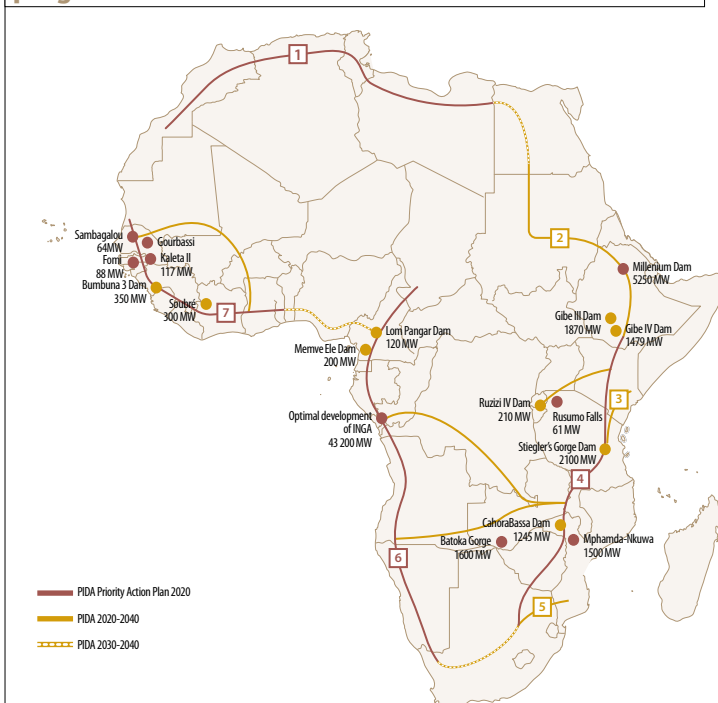 1
2
Sambagalou
64MW
Gourbassi
Fomi
88 MW
Kaleta II
117 MW
Bumbuna 3 Dam
350 MW
Soubré
300 MW
7
Millenium Dam
5250 MW
Gibe III Dam
1870 MW
Gibe IV Dam
1479 MW
Lom Pangar Dam
120 MW
Memve Ele Dam
200 MW
Ruzizi IV Dam
210 MW
Rusumo Falls
61 MW
3
Optimal development
of INGA
43 200 MW
Stiegler's Gorge Dam
2100 MW
4
CahoraBassa Dam
1245 MW
Batoka Gorge
1600 MW
Mphamda-Nkuwa
1500 MW
6
5
PIDA Priority Action Plan 2020
PIDA 2020-2040
PIDA 2030-2040